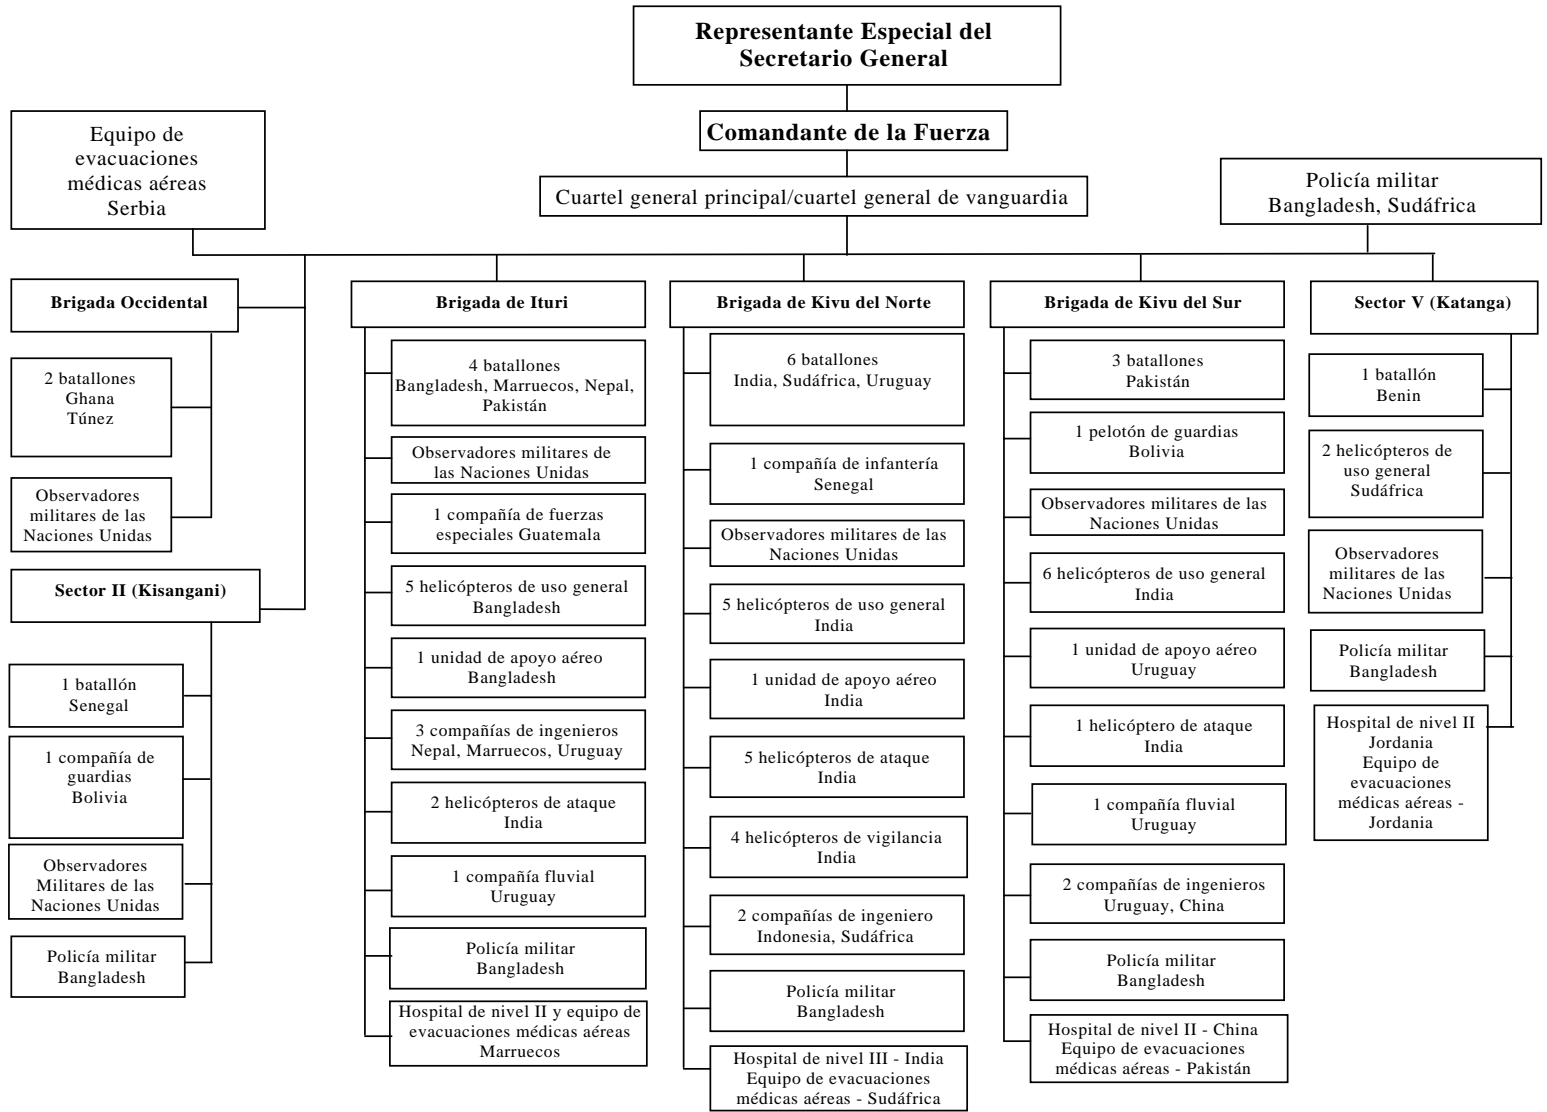 Representante Especial del
Secretario General
Comandante de la Fuerza
Cuartel general principal/cuartel general de vanguardia
Equipo de
evacuaciones
médicas aéreas
Serbia
Policía militar
Bangladesh, Sudáfrica
Brigada Occidental
2 batallones
Ghana
Túnez
Observadores
militares de las
Naciones Unidas
Sector II (Kisangani)
1 batallón
Senegal
1 compañía de
guardias
Bolivia
Observadores
Militares de las
Naciones Unidas
Policía militar
Bangladesh
Brigada de Ituri
4 batallones
Bangladesh, Marruecos, Nepal,
Pakistán
Observadores militares de
las Naciones Unidas
1 compañía de fuerzas
especiales Guatemala
5 helicópteros de uso general
Bangladesh
1 unidad de apoyo aéreo
Bangladesh
3 compañías de ingenieros
Nepal, Marruecos, Uruguay
2 helicópteros de ataque
India
1 compañía fluvial
Uruguay
Policía militar
Bangladesh
Hospital de nivel II y equipo de
evacuaciones médicas aéreas
Marruecos
Brigada de Kivu del Norte
6 batallones
India, Sudáfrica, Uruguay
1 compañía de infantería
Senegal
Observadores militares de las
Naciones Unidas
5 helicópteros de uso general
India
1 unidad de apoyo aéreo
India
5 helicópteros de ataque
India
4 helicópteros de vigilancia
India
2 compañías de ingeniero
Indonesia, Sudáfrica
Policía militar
Bangladesh
Hospital de nivel III - India
Equipo de evacuaciones
médicas aéreas - Sudáfrica
Brigada de Kivu del Sur
3 batallones
Pakistán
1 pelotón de guardias
Bolivia
Observadores militares de las
Naciones Unidas
6 helicópteros de uso general
India
1 unidad de apoyo aéreo
Uruguay
1 helicóptero de ataque
India
1 compañía fluvial
Uruguay
2 compañías de ingenieros
Uruguay, China
Policía militar
Bangladesh
Hospital de nivel II - China
Equipo de evacuaciones
médicas aéreas - Pakistán
Sector V (Katanga)
1 batallón
Benin
2 helicópteros de
uso general
Sudáfrica
Observadores
militares de las
Naciones Unidas
Policía militar
Bangladesh
Hospital de nivel II
Jordania
Equipo de
evacuaciones
médicas aéreas -
Jordania